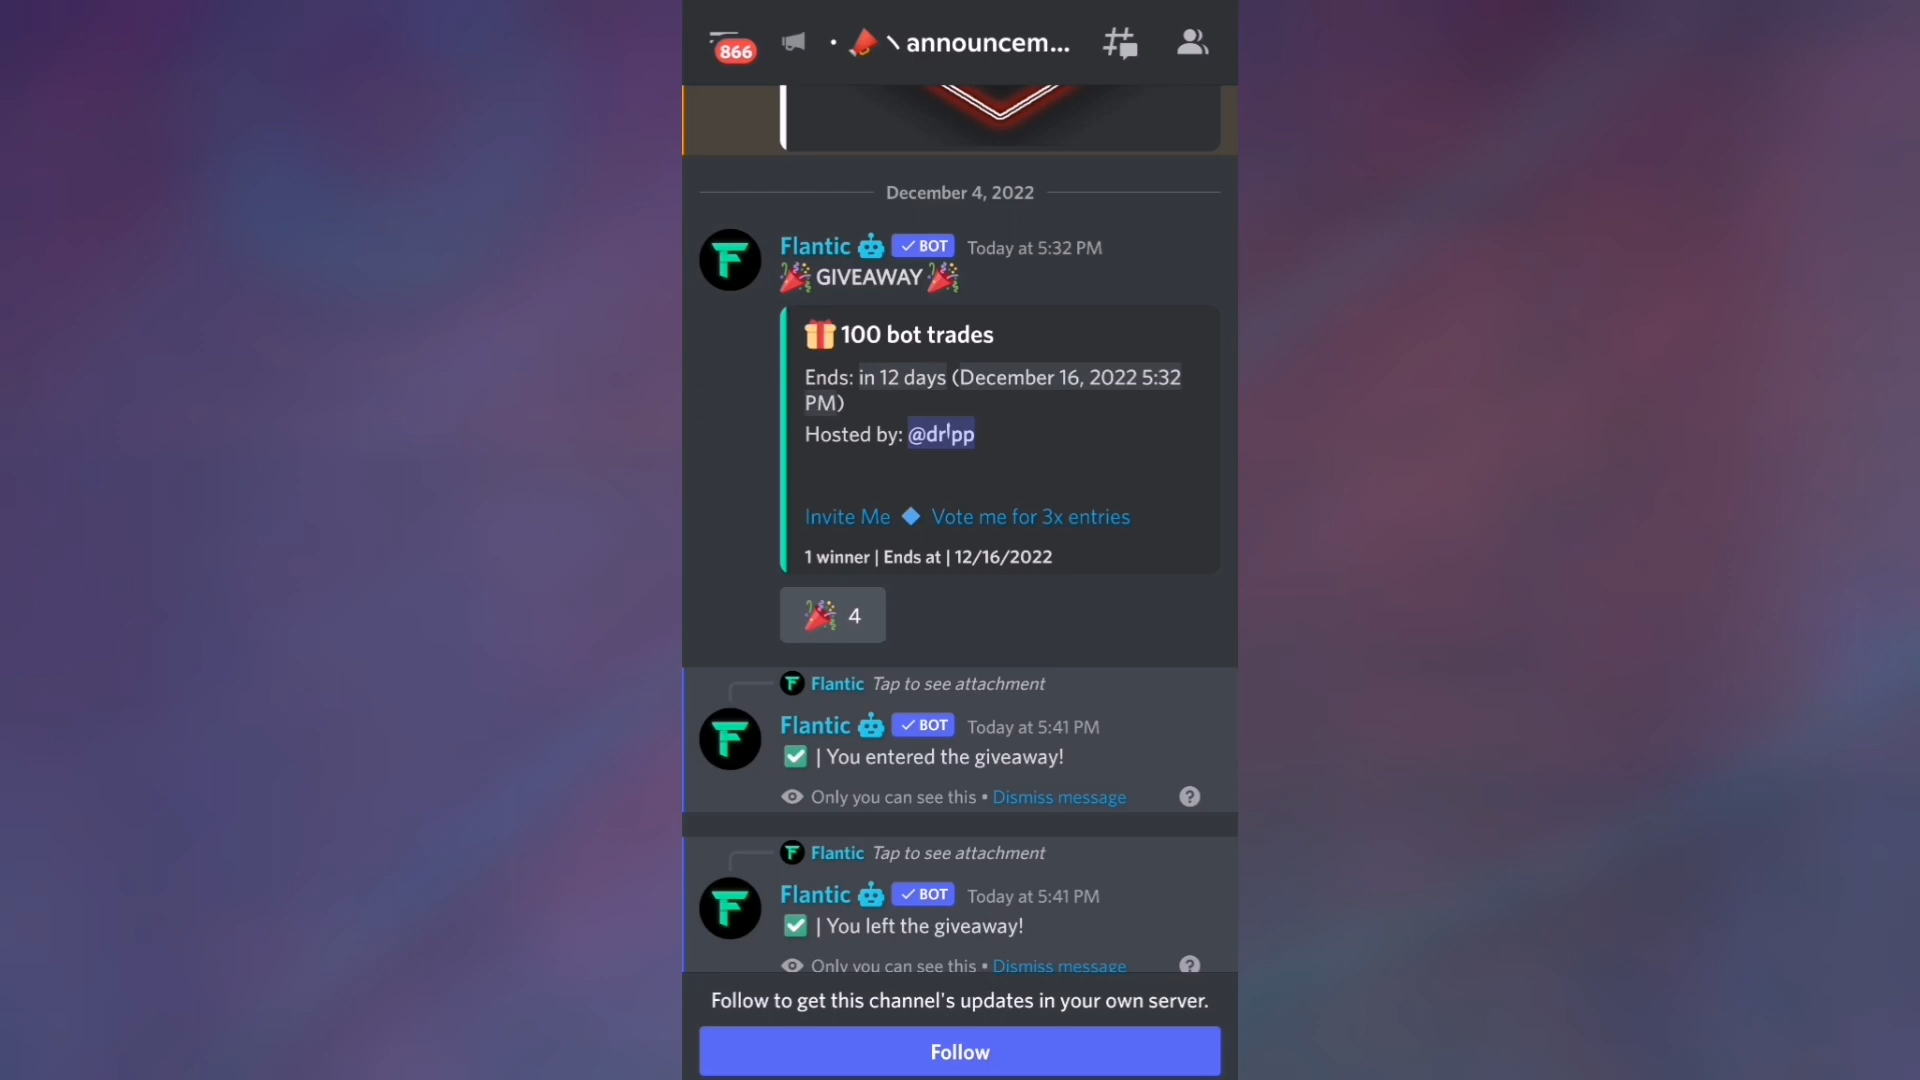 866 announcem...
December 4, 2022
Flantic BOT Today at 5:32 PM
GIVEAWAY
100 bot trades
Ends: in 12 days (December 16, 2022 5:32
PM)
Hosted by: @dr!pp
Invite Me Vote me for 3x entries
1 winner | Ends at | 12/16/2022
4
Flantic Tap to see attachment
Flantic BOT Today at 5:41 PM
| You entered the giveaway!
Only you can see this • Dismiss message
Flantic Tap to see attachment
Flantic BOT Today at 5:41 PM
| You left the giveaway!
Only you can see this • Dismiss message
Follow to get this channel's updates in your own server.
Follow